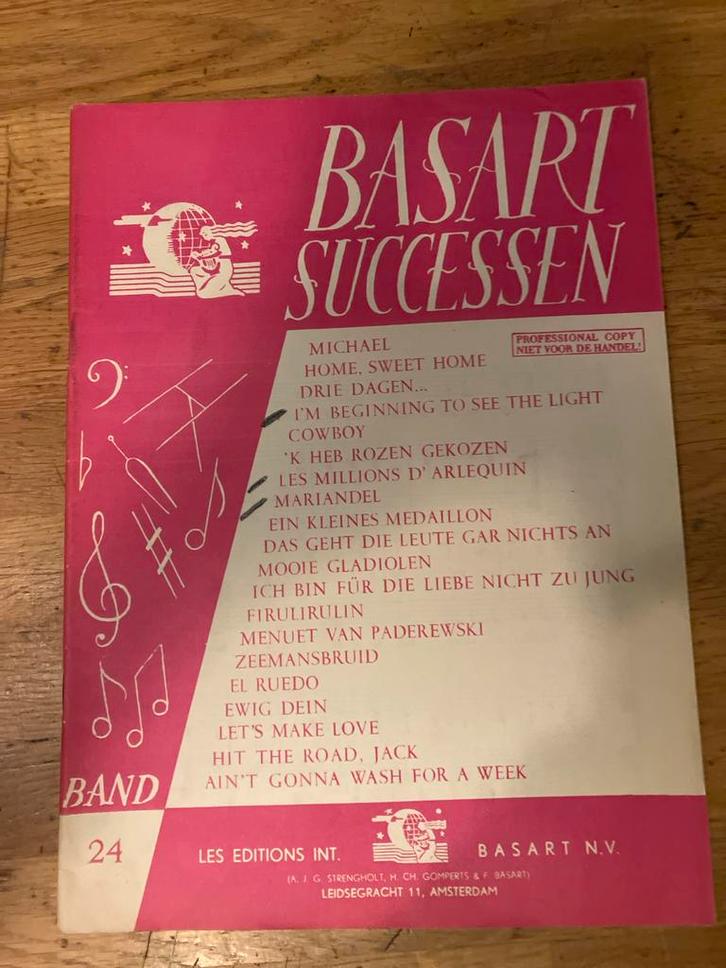 BASART
SUCCESSEN
PROFESSIONAL COPY
NIET VOOR DE HANDEL!
MICHAEL
HOME, SWEET HOME
DRIE DAGEN...
I'M BEGINNING TO SEE THE LIGHT
COWBOY
'K HEB ROZEN GEKOZEN
LES MILLIONS D'ARLEQUIN
MARIANDEL
EIN KLEINES MEDAILLON
DAS GEHT DIE LEUTE GAR NICHTS AN
MOOIE GLADIOLEN
ICH BIN FÜR DIE LIEBE NICHT ZU JUNG
FIRULIRULIN
MENUET VAN PADEREWSKI
ZEEMANSBRUID
EL RUEDO
EWIG DEIN
LET'S MAKE LOVE
HIT THE ROAD, JACK
AIN'T GONNA WASH FOR A WEEK
BAND
24
LES EDITIONS INT. BASART N.V.
(A. J. G. STRENGHOLT, H. CH. GOMPERTS & F. BASART)
LEIDSEGRACHT 11, AMSTERDAM